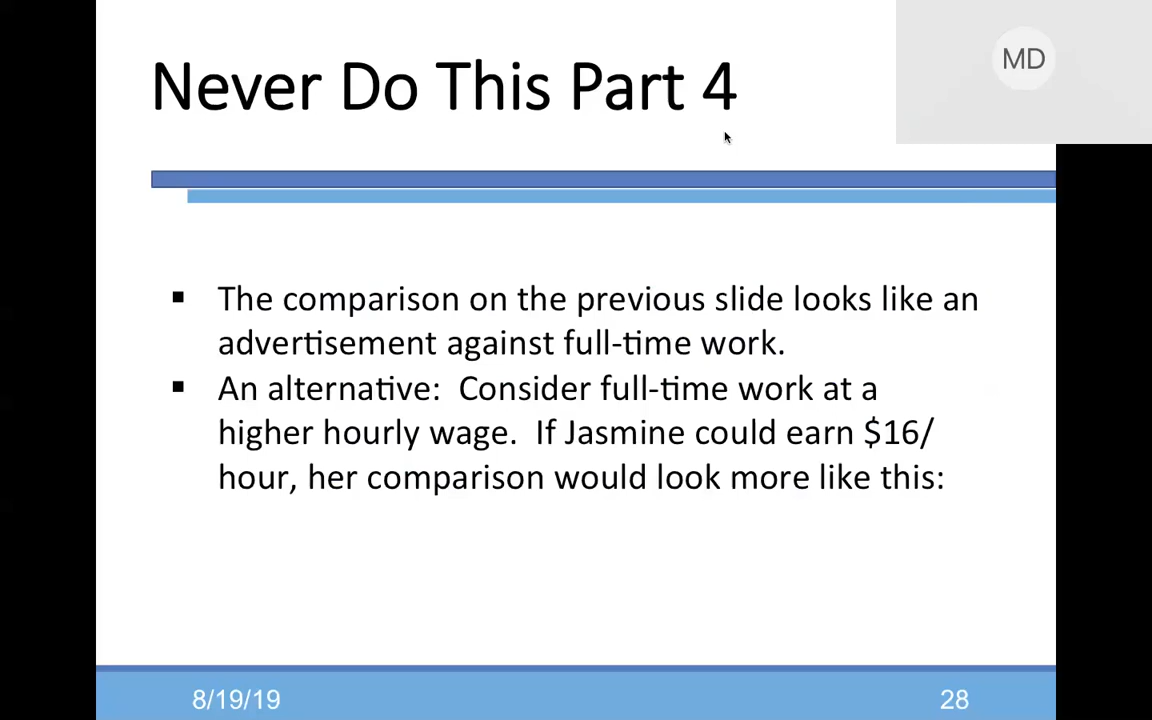 MD
Never Do This Part 4
▪ The comparison on the previous slide looks like an
advertisement against full-time work.
▪ An alternative:  Consider full-time work at a
higher hourly wage.  If Jasmine could earn $16/
hour, her comparison would look more like this:
8/19/19
28